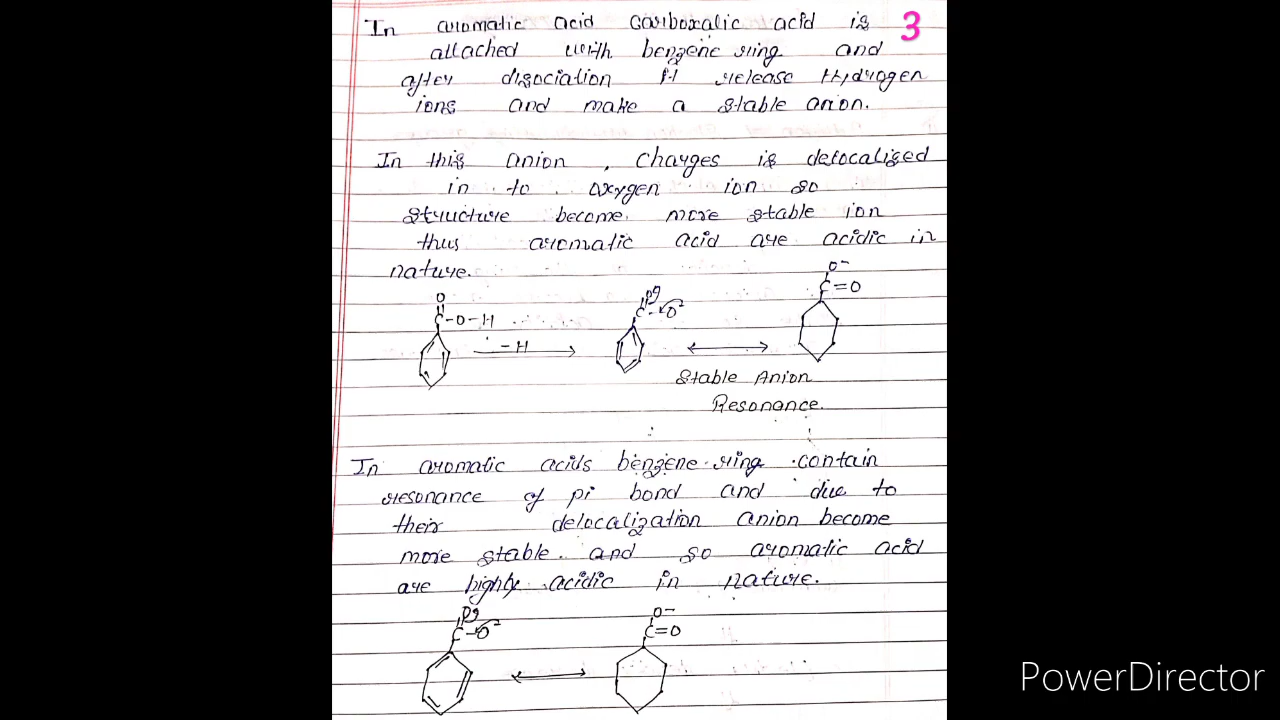 In aromatic acid carboxalic acid is 3
attached with benzene ring and
after disociation it release Hydrogen
ions and make a stable anion.
In this anion, charges is delocalised
in to oxygen ion so
structure become more stable ion
thus aromatic acid are acidic in
nature.
O
C-O-H
-H
C-O-
O-
C=O
Stable Anion
Resonance.
In aromatic acids benzene ring contain
resonance of pi bond and due to
their delocalization anion become
more stable. and so aromatic acid
are highly acidic in nature.
C-O-
O-
C=O
PowerDirector